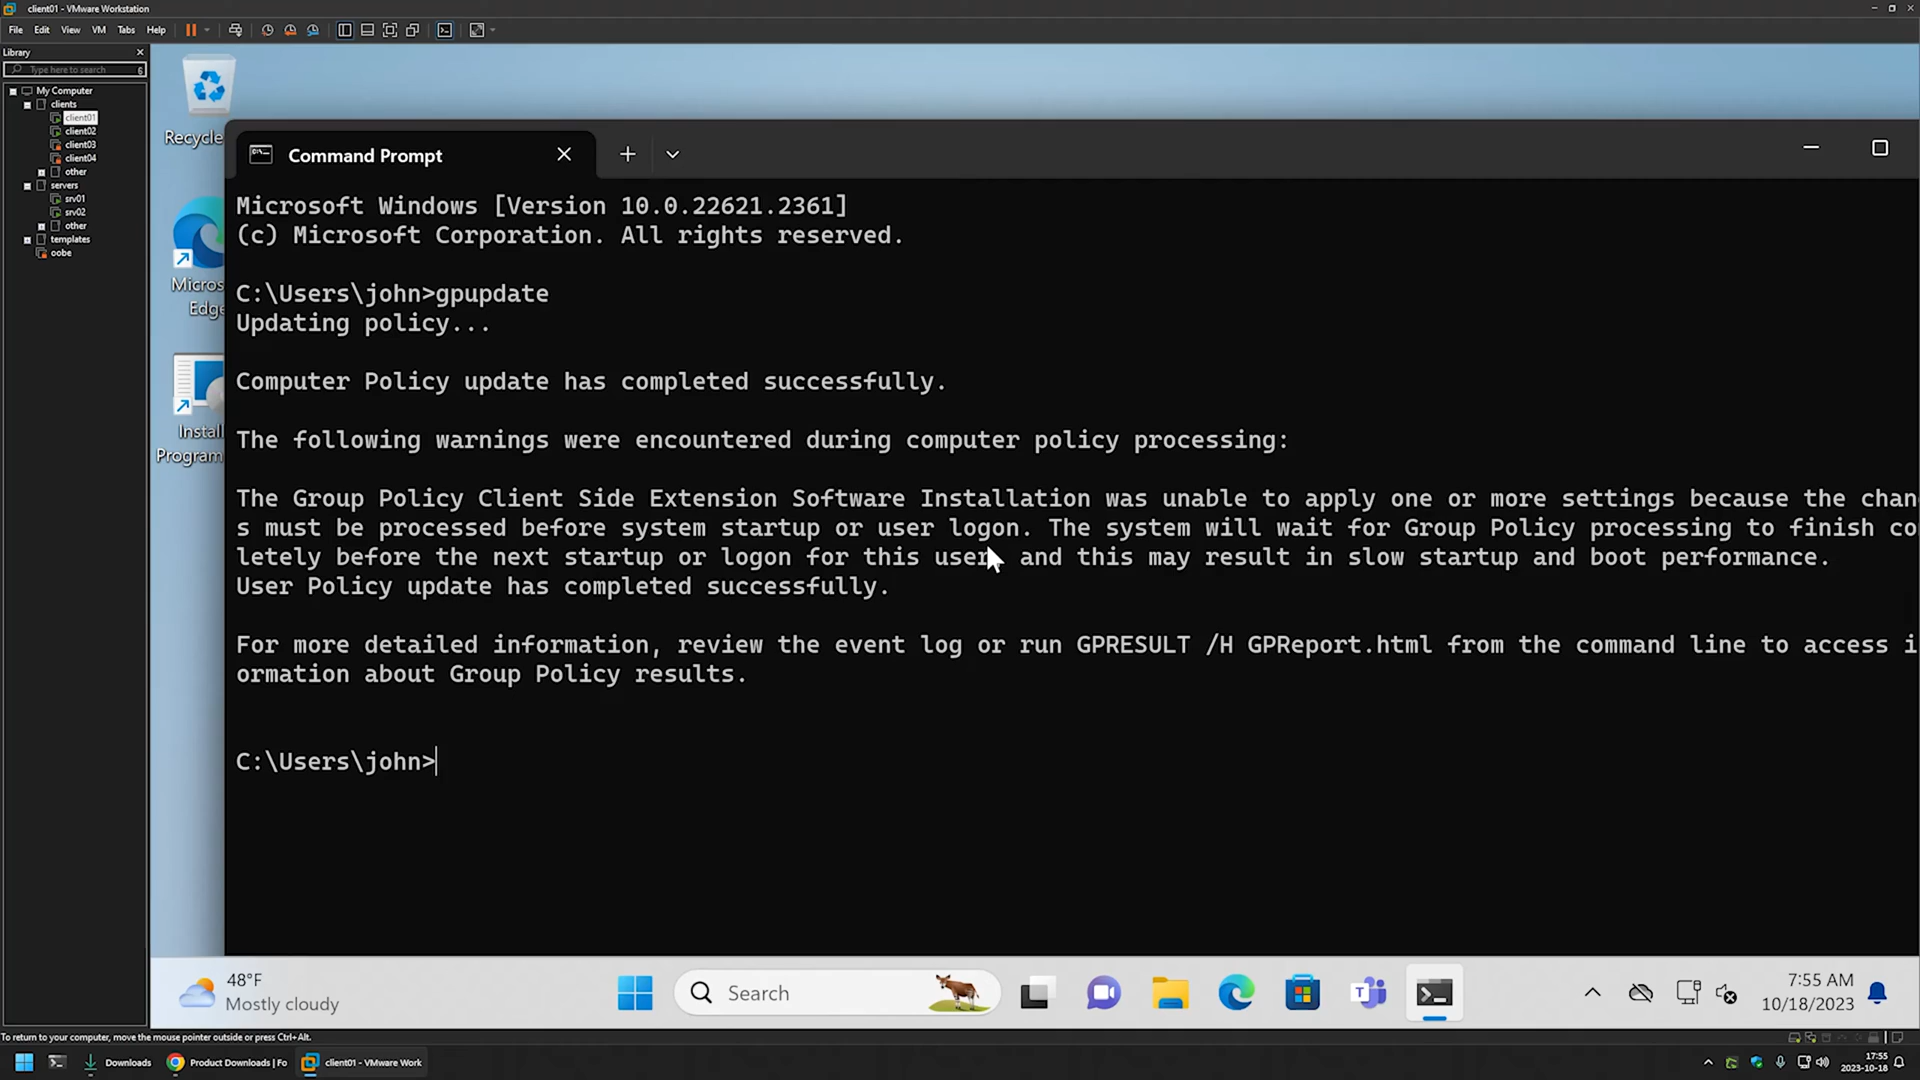 client01 - VMware Workstation
File Edit View VM Tabs Help
Library
Type here to search
My Computer
clients
client01
client02
client03
client04
other
servers
srv01
srv02
other
templates
oobe
Recycle
Micros
Edge
Install
Program
Command Prompt
Microsoft Windows [Version 10.0.22621.2361]
(c) Microsoft Corporation. All rights reserved.
C:\Users\john>gpupdate
Updating policy...
Computer Policy update has completed successfully.
The following warnings were encountered during computer policy processing:
The Group Policy Client Side Extension Software Installation was unable to apply one or more settings because the chan
s must be processed before system startup or user logon. The system will wait for Group Policy processing to finish co
letely before the next startup or logon for this user and this may result in slow startup and boot performance.
User Policy update has completed successfully.
For more detailed information, review the event log or run GPRESULT /H GPReport.html from the command line to access i
ormation about Group Policy results.
C:\Users\john>
48°F
Mostly cloudy
Search
7:55 AM
10/18/2023
To return to your computer, move the mouse pointer outside or press Ctrl+Alt.
Downloads
Product Downloads | Fo
client01 - VMware Work
17:55
2023-10-18